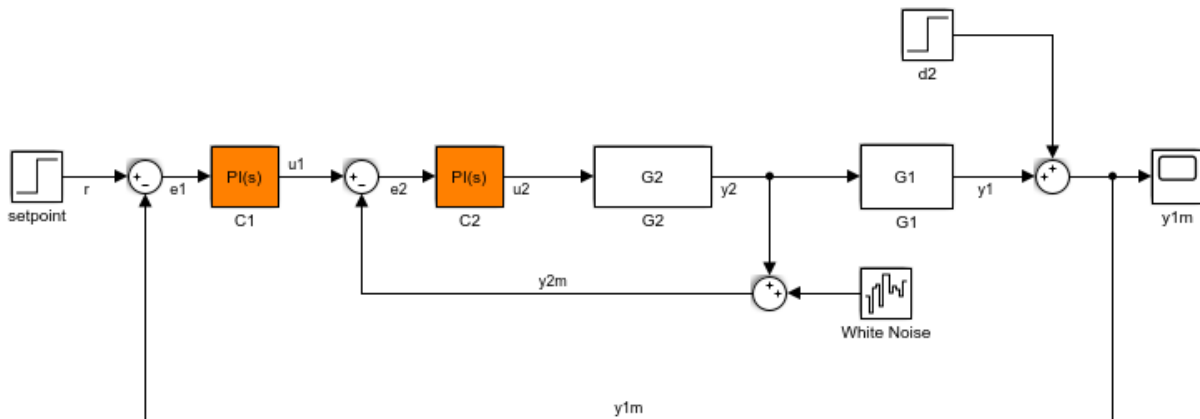 d2
setpoint
r
+
−
e1
PI(s)
C1
u1
+
−
e2
PI(s)
C2
u2
G2
G2
y2
G1
G1
y1
+
+
y1m
+
+
y2m
White Noise
y1m